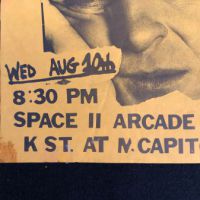 WED AUG 10th
8:30 PM
SPACE II ARCADE
K ST. AT N. CAPIT